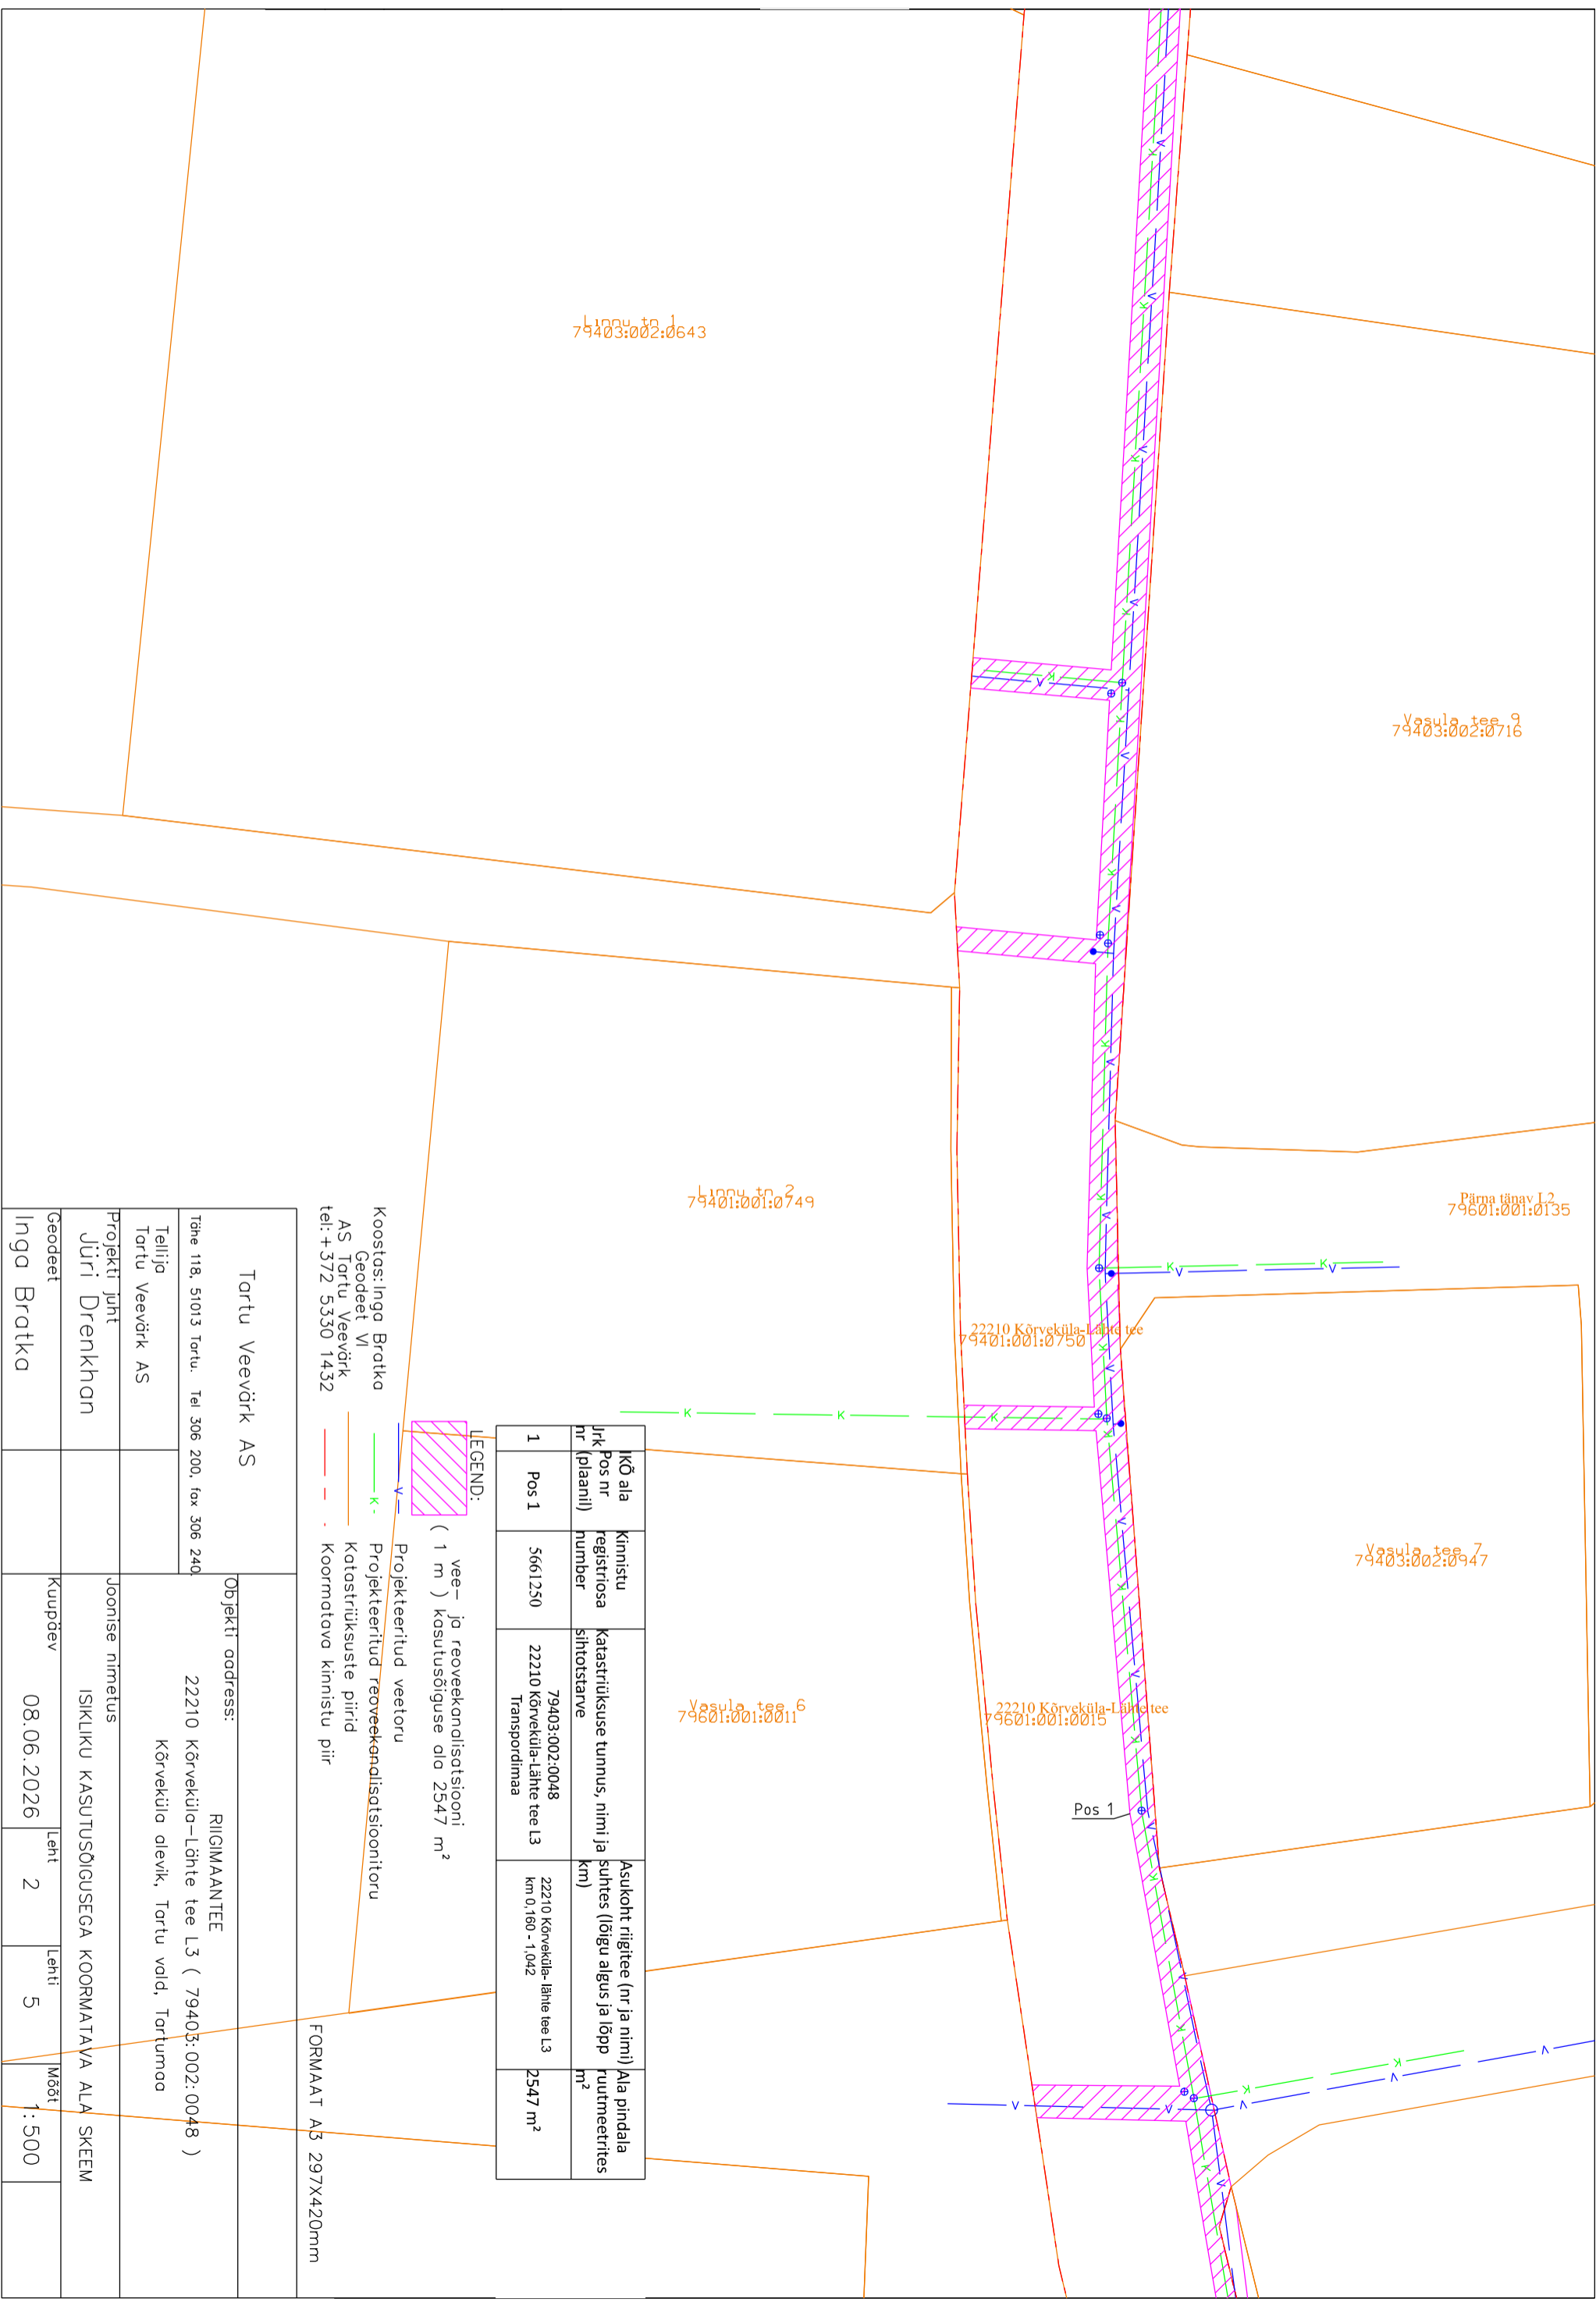 Linnu tn 1
79403:002:0643
Vasula tee 9
79403:002:0716
Pärna tänav L2
79601:001:0135
Linnu tn 2
79401:001:0749
22210 Kõrveküla-Lähte tee
79401:001:0750
Vasula tee 7
79403:002:0947
Vasula tee 6
79601:001:0011
22210 Kõrveküla-Lähte tee
79601:001:0015
Pos 1
Jrk nr
IKÕ ala Pos nr (plaanil)
Kinnistu registriosa number
Katastriüksuse tunnus, nimi ja sihtotstarve
Asukoht riigitee (nr ja nimi) suhtes (lõigu algus ja lõpp km)
Ala pindala ruutmeetrites m²
1
Pos 1
5661250
79403:002:0048
22210 Kõrveküla-Lähte tee L3
Transpordimaa
22210 Kõrveküla- lähte tee L3
km 0,160 - 1,042
2547 m²
LEGEND:
vee- ja reoveekanalisatsiooni
( 1 m ) kasutusõiguse ala 2547 m²
V Projekteeritud veetoru
K Projekteeritud reoveekanalisatsioonitoru
Katastriüksuste piirid
Koormatava kinnistu piir
Koostas:Inga Bratka
Geodeet VI
AS Tartu Veevärk
tel:+372 5330 1432
FORMAAT A3 297X420mm
Tartu Veevärk AS
Tähe 118, 51013 Tartu. Tel 306 200, fax 306 240.
Tellija
Tartu Veevärk AS
Projekti juht
Jüri Drenkhan
Geodeet
Inga Bratka
Objekti aadress:
RIIGIMAANTEE
22210 Kõrveküla-Lähte tee L3 ( 79403:002:0048 )
Kõrveküla alevik, Tartu vald, Tartumaa
Joonise nimetus
ISIKLIKU KASUTUSÕIGUSEGA KOORMATAVA ALA SKEEM
Kuupäev
08.06.2026
Leht
2
Lehti
5
Mõõt
1:500